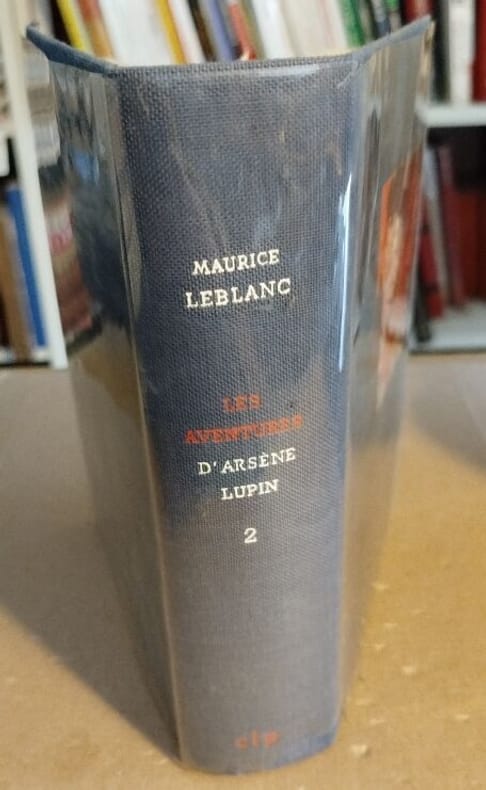 MAURICE
LEBLANC
LES
AVENTURES
D'ARSÈNE
LUPIN
2
clp